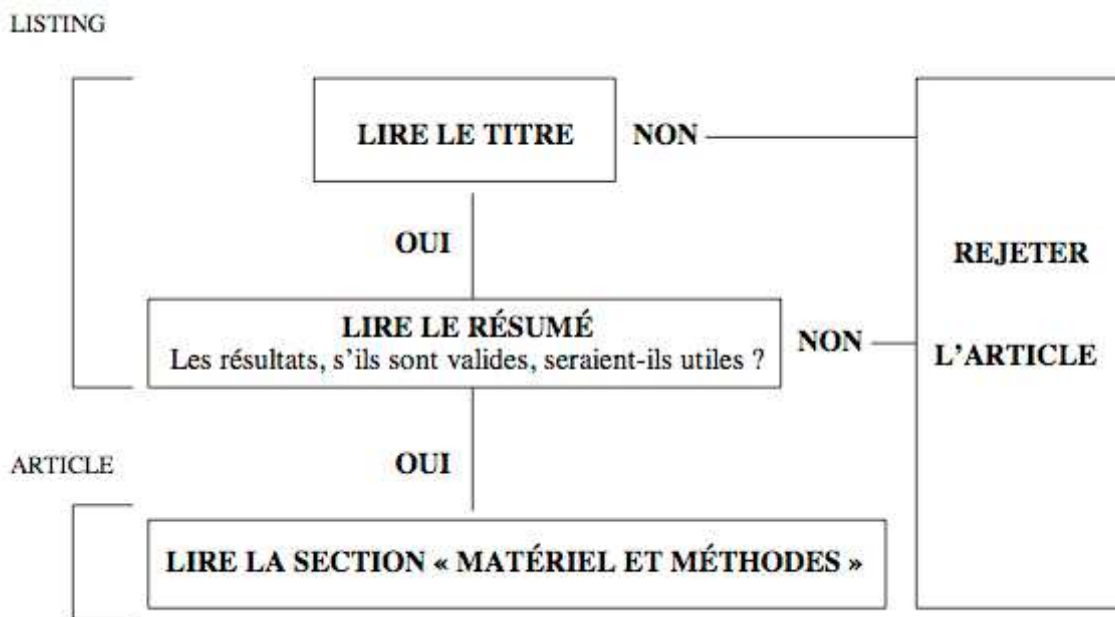 LISTING
LIRE LE TITRE NON
OUI
REJETER
LIRE LE RÉSUMÉ
Les résultats, s'ils sont valides, seraient-ils utiles ?
NON
L'ARTICLE
ARTICLE OUI
LIRE LA SECTION « MATÉRIEL ET MÉTHODES »